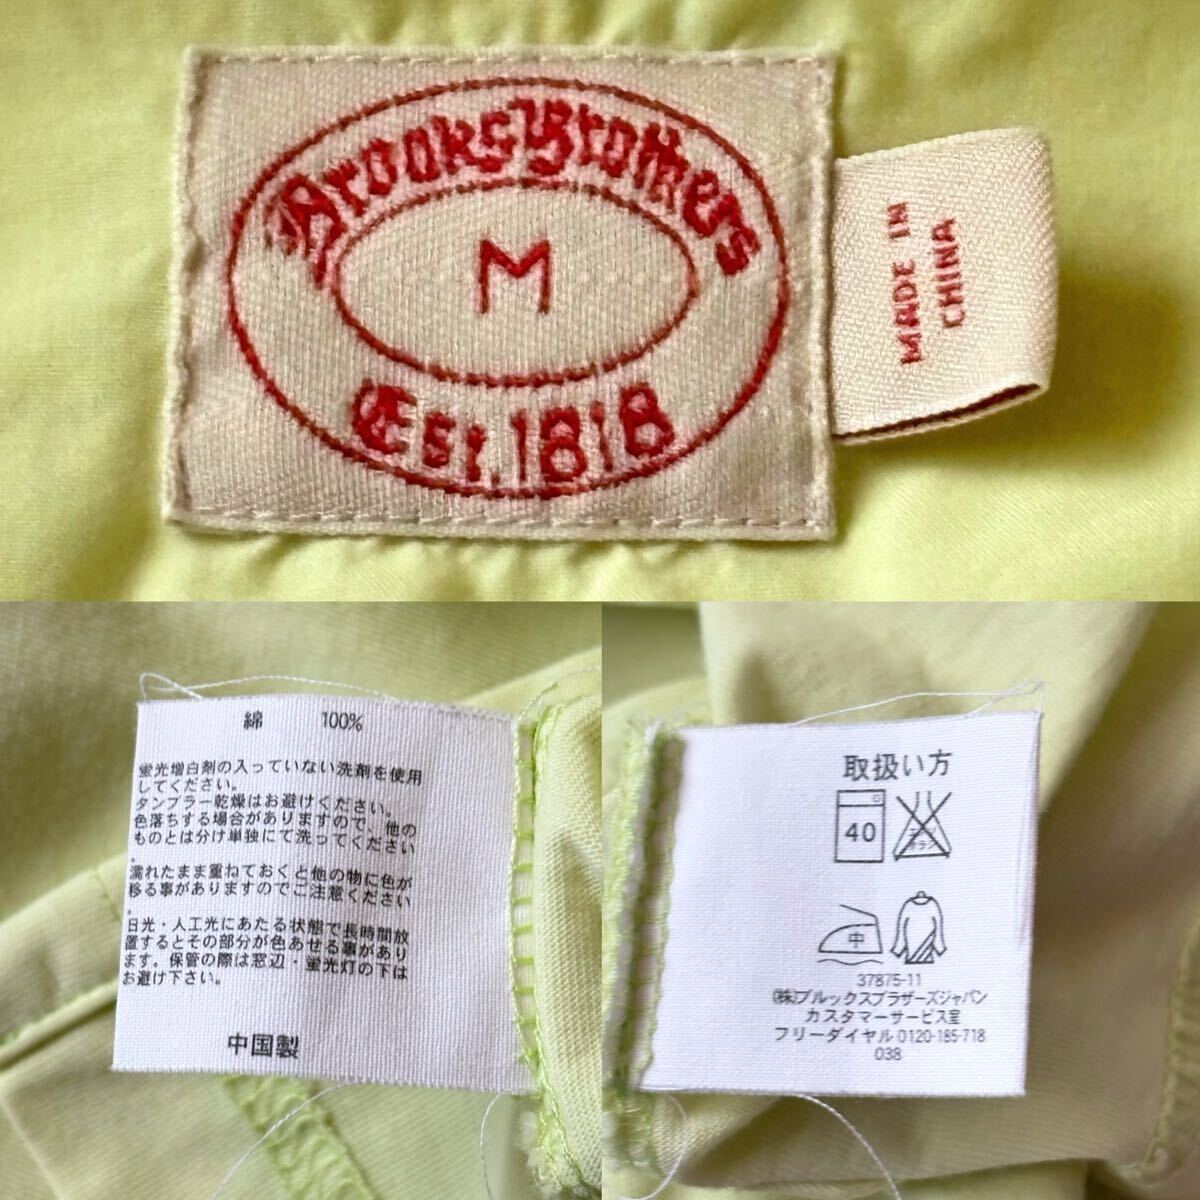 Brooks Brothers
M
Est. 1818
MADE IN
CHINA
綿 100%
蛍光増白剤の入っていない洗剤を使用
してください。
タンブラー乾燥はお避けください。
色落ちする場合がありますので、他の
ものとは分け単独にて洗ってください
。
濡れたまま重ねておくと他の物に色が
移る事がありますのでご注意ください
。
日光・人工光にあたる状態で長時間放
置するとその部分が色あせる事があり
ます。保管の際は窓辺・蛍光灯の下は
お避け下さい。
中国製
取扱い方
40
エンソ
サラシ
中
37875-11
(株)ブルックスブラザーズジャパン
カスタマーサービス室
フリーダイヤル 0120-185-718
038